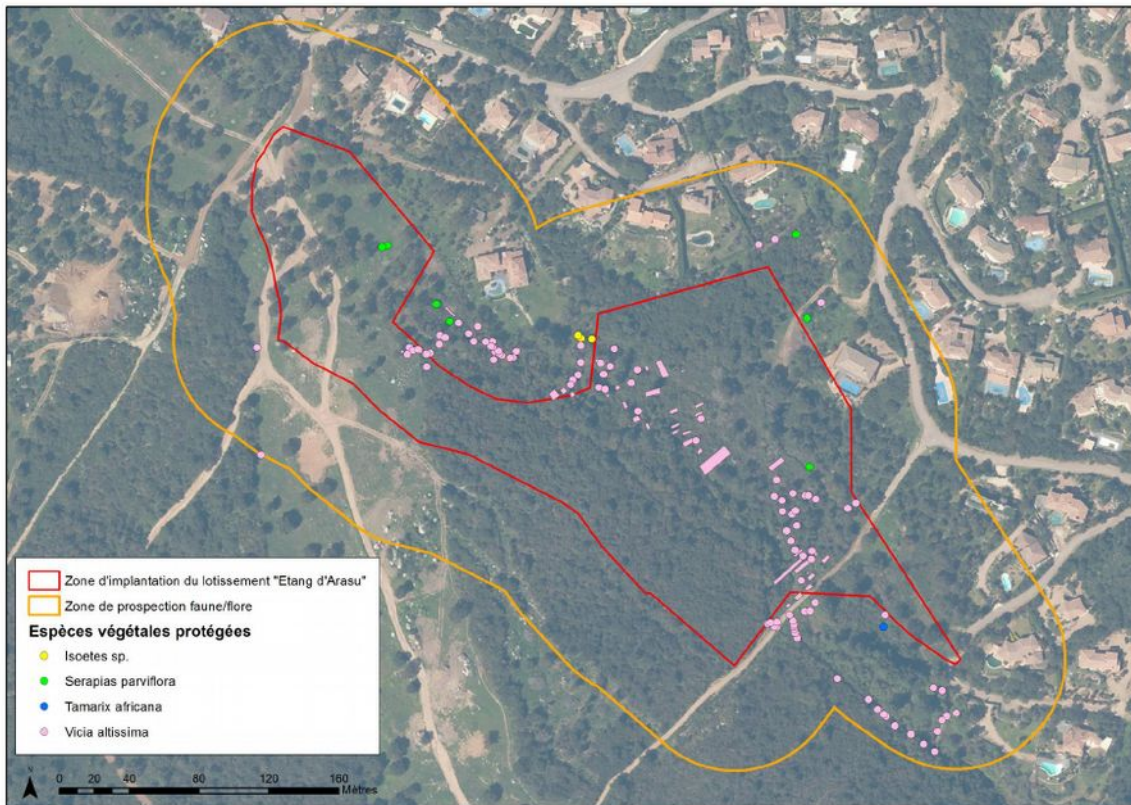 Zone d'implantation du lotissement "Etang d'Arasu"
Zone de prospection faune/flore
Espèces végétales protégées
Isoetes sp.
Serapias parviflora
Tamarix africana
Vicia altissima
N
0 20 40 80 120 160
Mètres